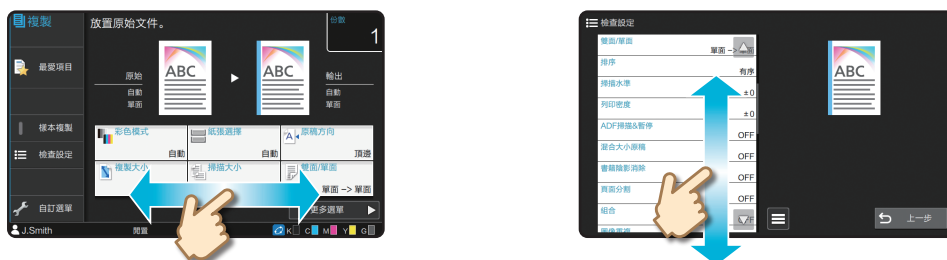 複製
放置原始文件。
份數
1
最愛項目
樣本複製
檢查設定
自訂選單
原始
自動
單面
ABC
ABC
輸出
自動
單面
彩色模式
自動
紙張選擇
自動
原稿方向
頂邊
複製大小
掃描大小
雙面/單面
單面 -> 單面
更多選單
J.Smith
閒置
K
C
M
Y
G
檢查設定
雙面/單面
單面 ->
排序
有序
掃描水準
±0
列印密度
±0
ADF掃描&暫停
OFF
混合大小原稿
OFF
書籍陰影消除
OFF
頁面分割
OFF
組合
ABC
上一步